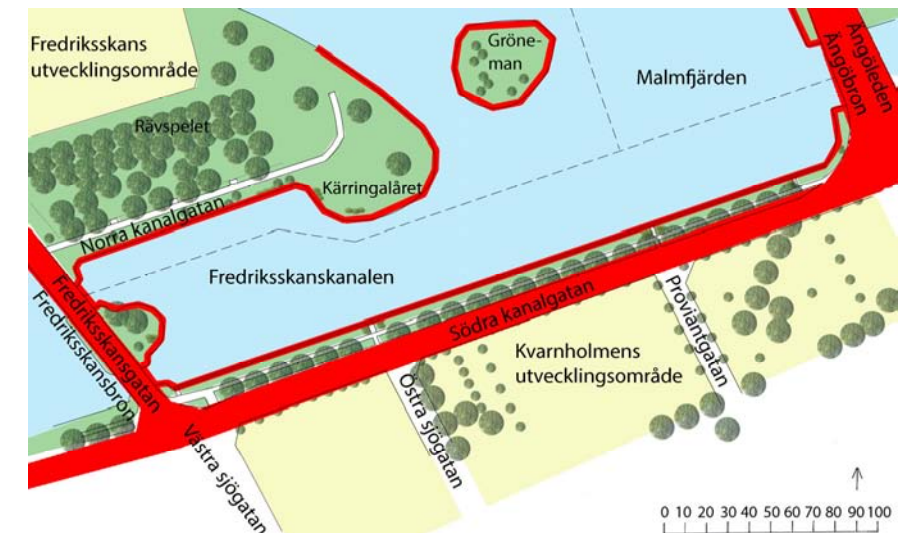 Fredriksskans
utvecklingsområde
Gröne-
man
Malmfjärden
Ängöleden
Ängöbron
Rävspelet
Kärringalåret
Norra kanalgatan
Fredriksskanskanalen
Fredriksskansgatan
Fredriksskansbron
Södra kanalgatan
Proviantgatan
Kvarnholmens
utvecklingsområde
Östra sjögatan
Västra sjögatan
0 10 20 30 40 50 60 70 80 90 100